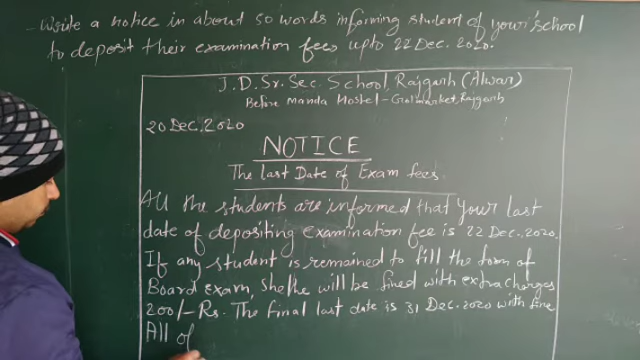 Write a notice in about 50 words informing student of your school
to deposit their examination fees upto 22 Dec. 2020.
J.D. Sr. Sec. School, Rajgarh (Alwar)
Before Manda Hostel - Market, Rajgarh
20 Dec, 2020
NOTICE
The last Date of Exam fees.
All the students are informed that your last
date of depositing examination fee is 22 Dec. 2020.
If any student is remained to fill the form of
Board exam, She/he will be fined with extra charges
200/- Rs. The final last date is 31 Dec. 2020 with fine
All of